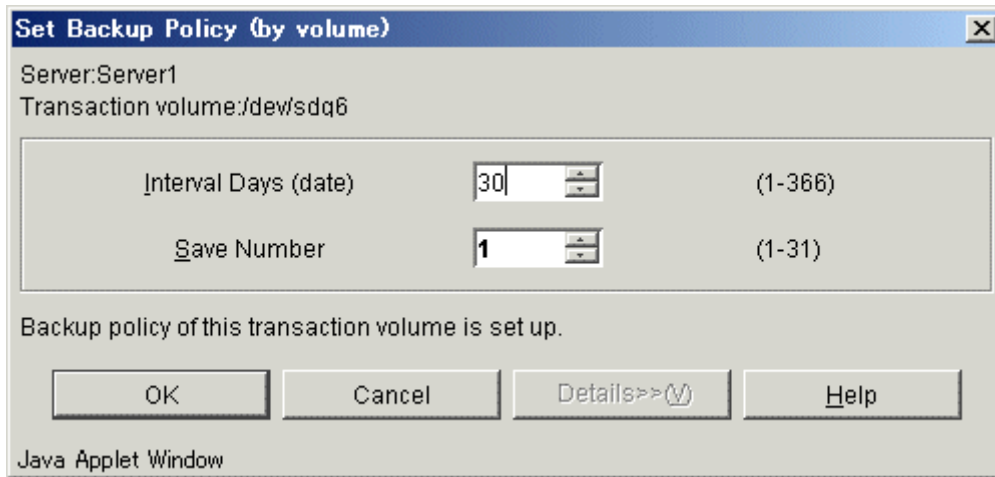 Set Backup Policy (by volume)
Server:Server1
Transaction volume:/dev/sdq6
Interval Days (date) 30 (1-366)
Save Number 1 (1-31)
Backup policy of this transaction volume is set up.
OK Cancel Details>>(V) Help
Java Applet Window